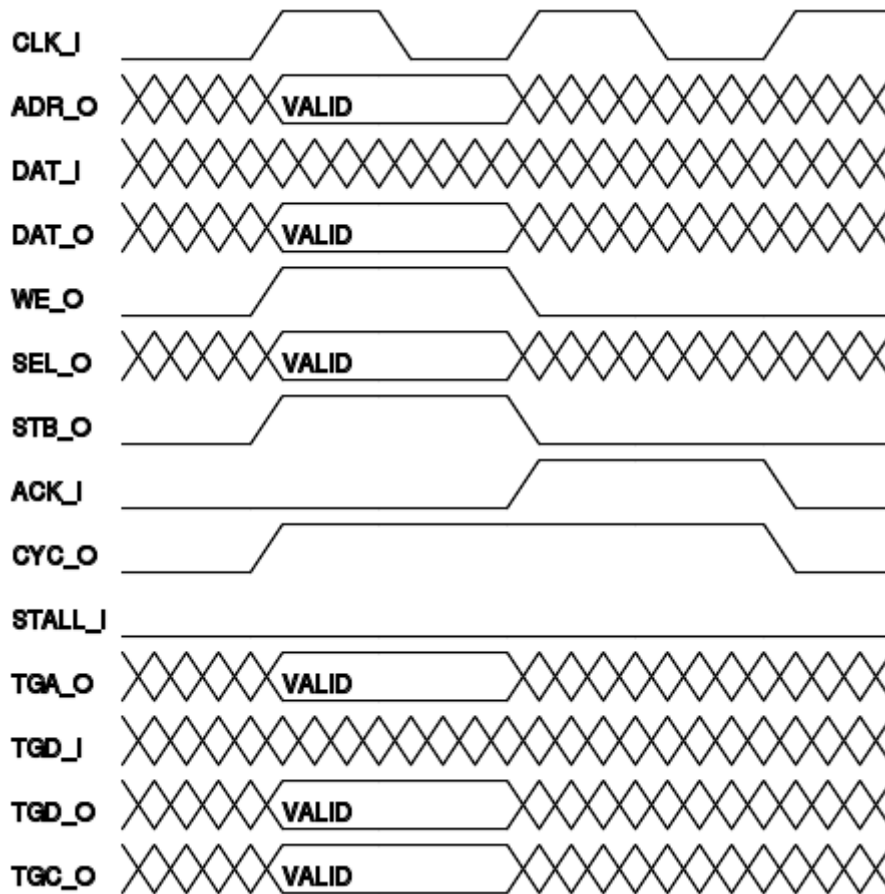 CLK_I
ADR_O VALID
DAT_I
DAT_O VALID
WE_O
SEL_O VALID
STB_O
ACK_I
CYC_O
STALL_I
TGA_O VALID
TGD_I
TGD_O VALID
TGC_O VALID